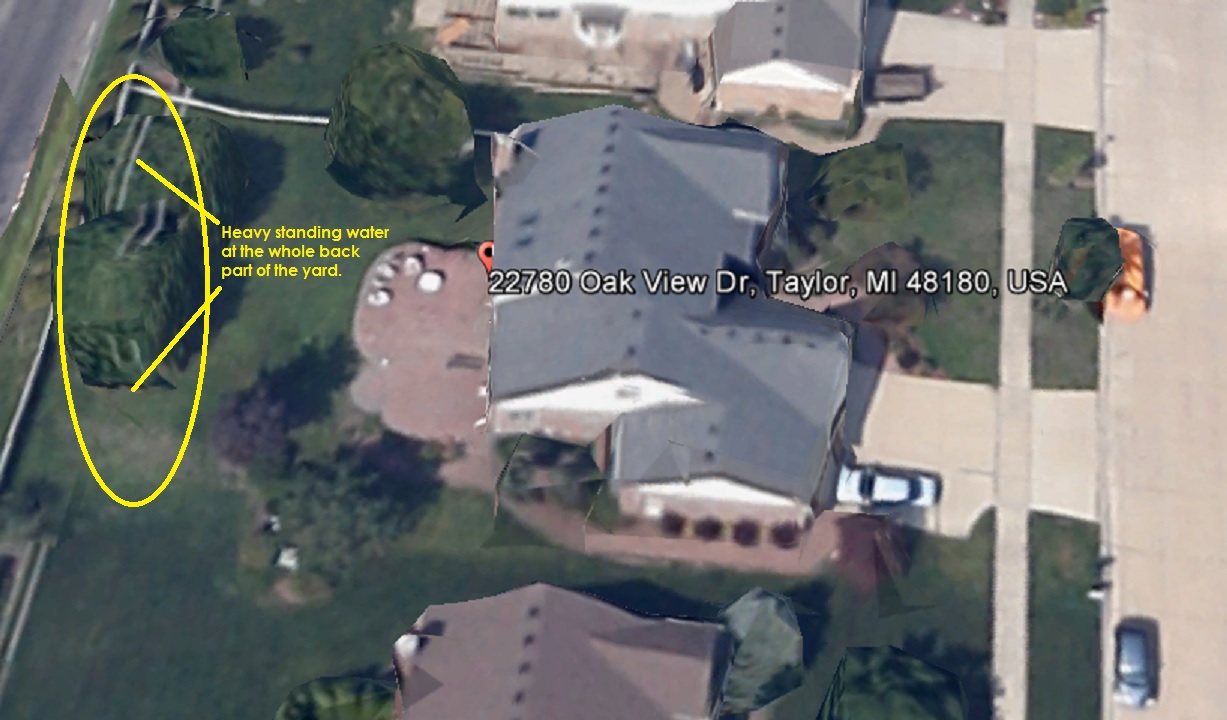 Heavy standing water
at the whole back
part of the yard.
22780 Oak View Dr, Taylor, MI 48180, USA